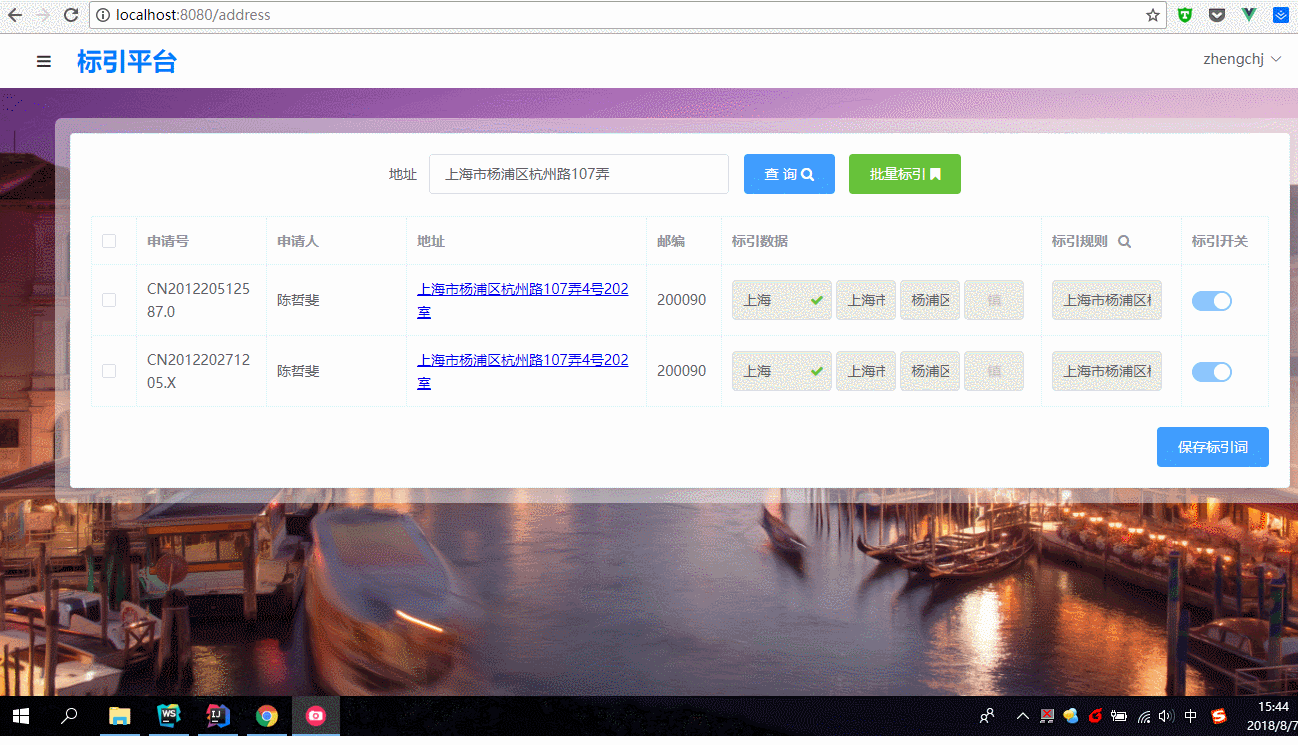 localhost:8080/address
标引平台
zhengchj
地址 上海市杨浦区杭州路107弄 查 询 批量标引
申请号 申请人 地址 邮编 标引数据 标引规则 标引开关
CN2012205125
87.0
陈哲斐
上海市杨浦区杭州路107弄4号202
室
200090
上海 上海市 杨浦区 镇
上海市杨浦区
CN2012202712
05.X
陈哲斐
上海市杨浦区杭州路107弄4号202
室
200090
上海 上海市 杨浦区 镇
上海市杨浦区
保存标引词
WS
IJ
中
15:44
2018/8/7